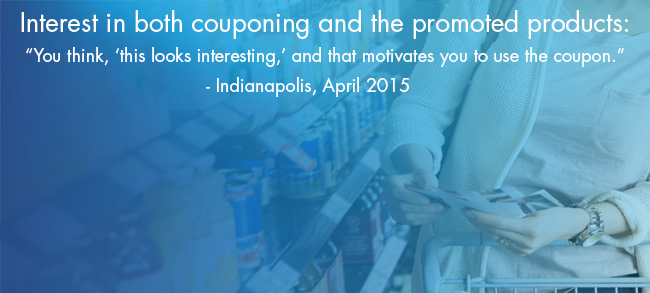 Interest in both couponing and the promoted products:
“You think, ‘this looks interesting,’ and that motivates you to use the coupon.”
- Indianapolis, April 2015